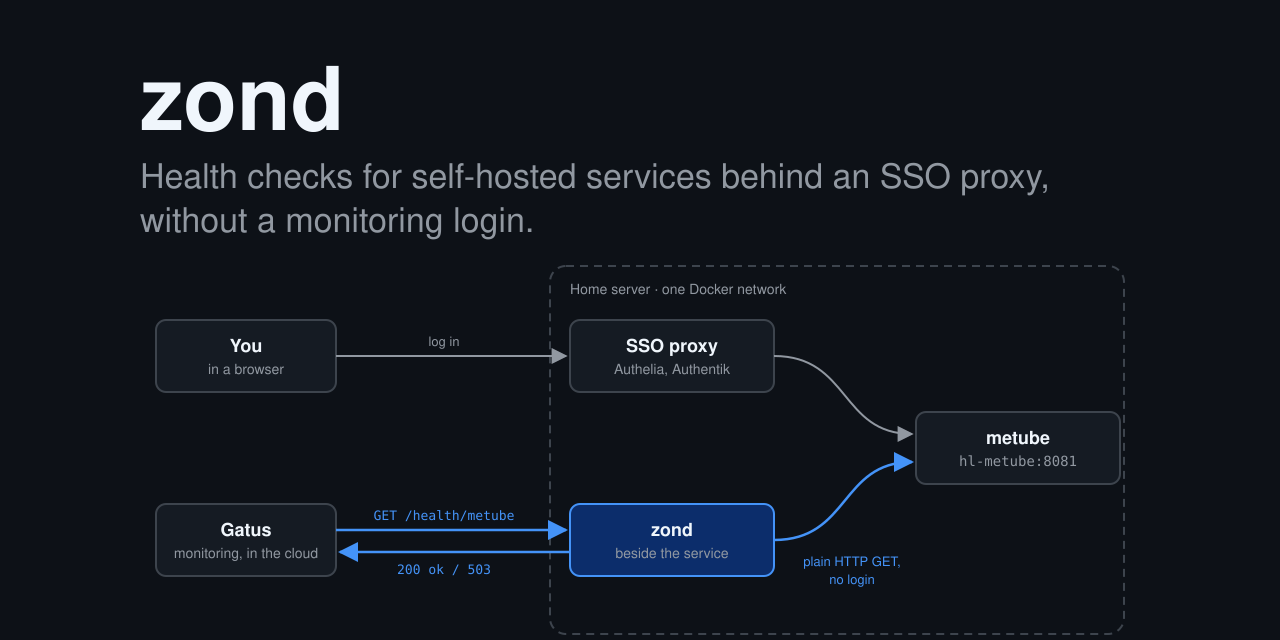 zond
Health checks for self-hosted services behind an SSO proxy,
without a monitoring login.
Home server · one Docker network
You
in a browser
log in
SSO proxy
Authelia, Authentik
metube
hl-metube:8081
Gatus
monitoring, in the cloud
GET /health/metube
200 ok / 503
zond
beside the service
plain HTTP GET,
no login